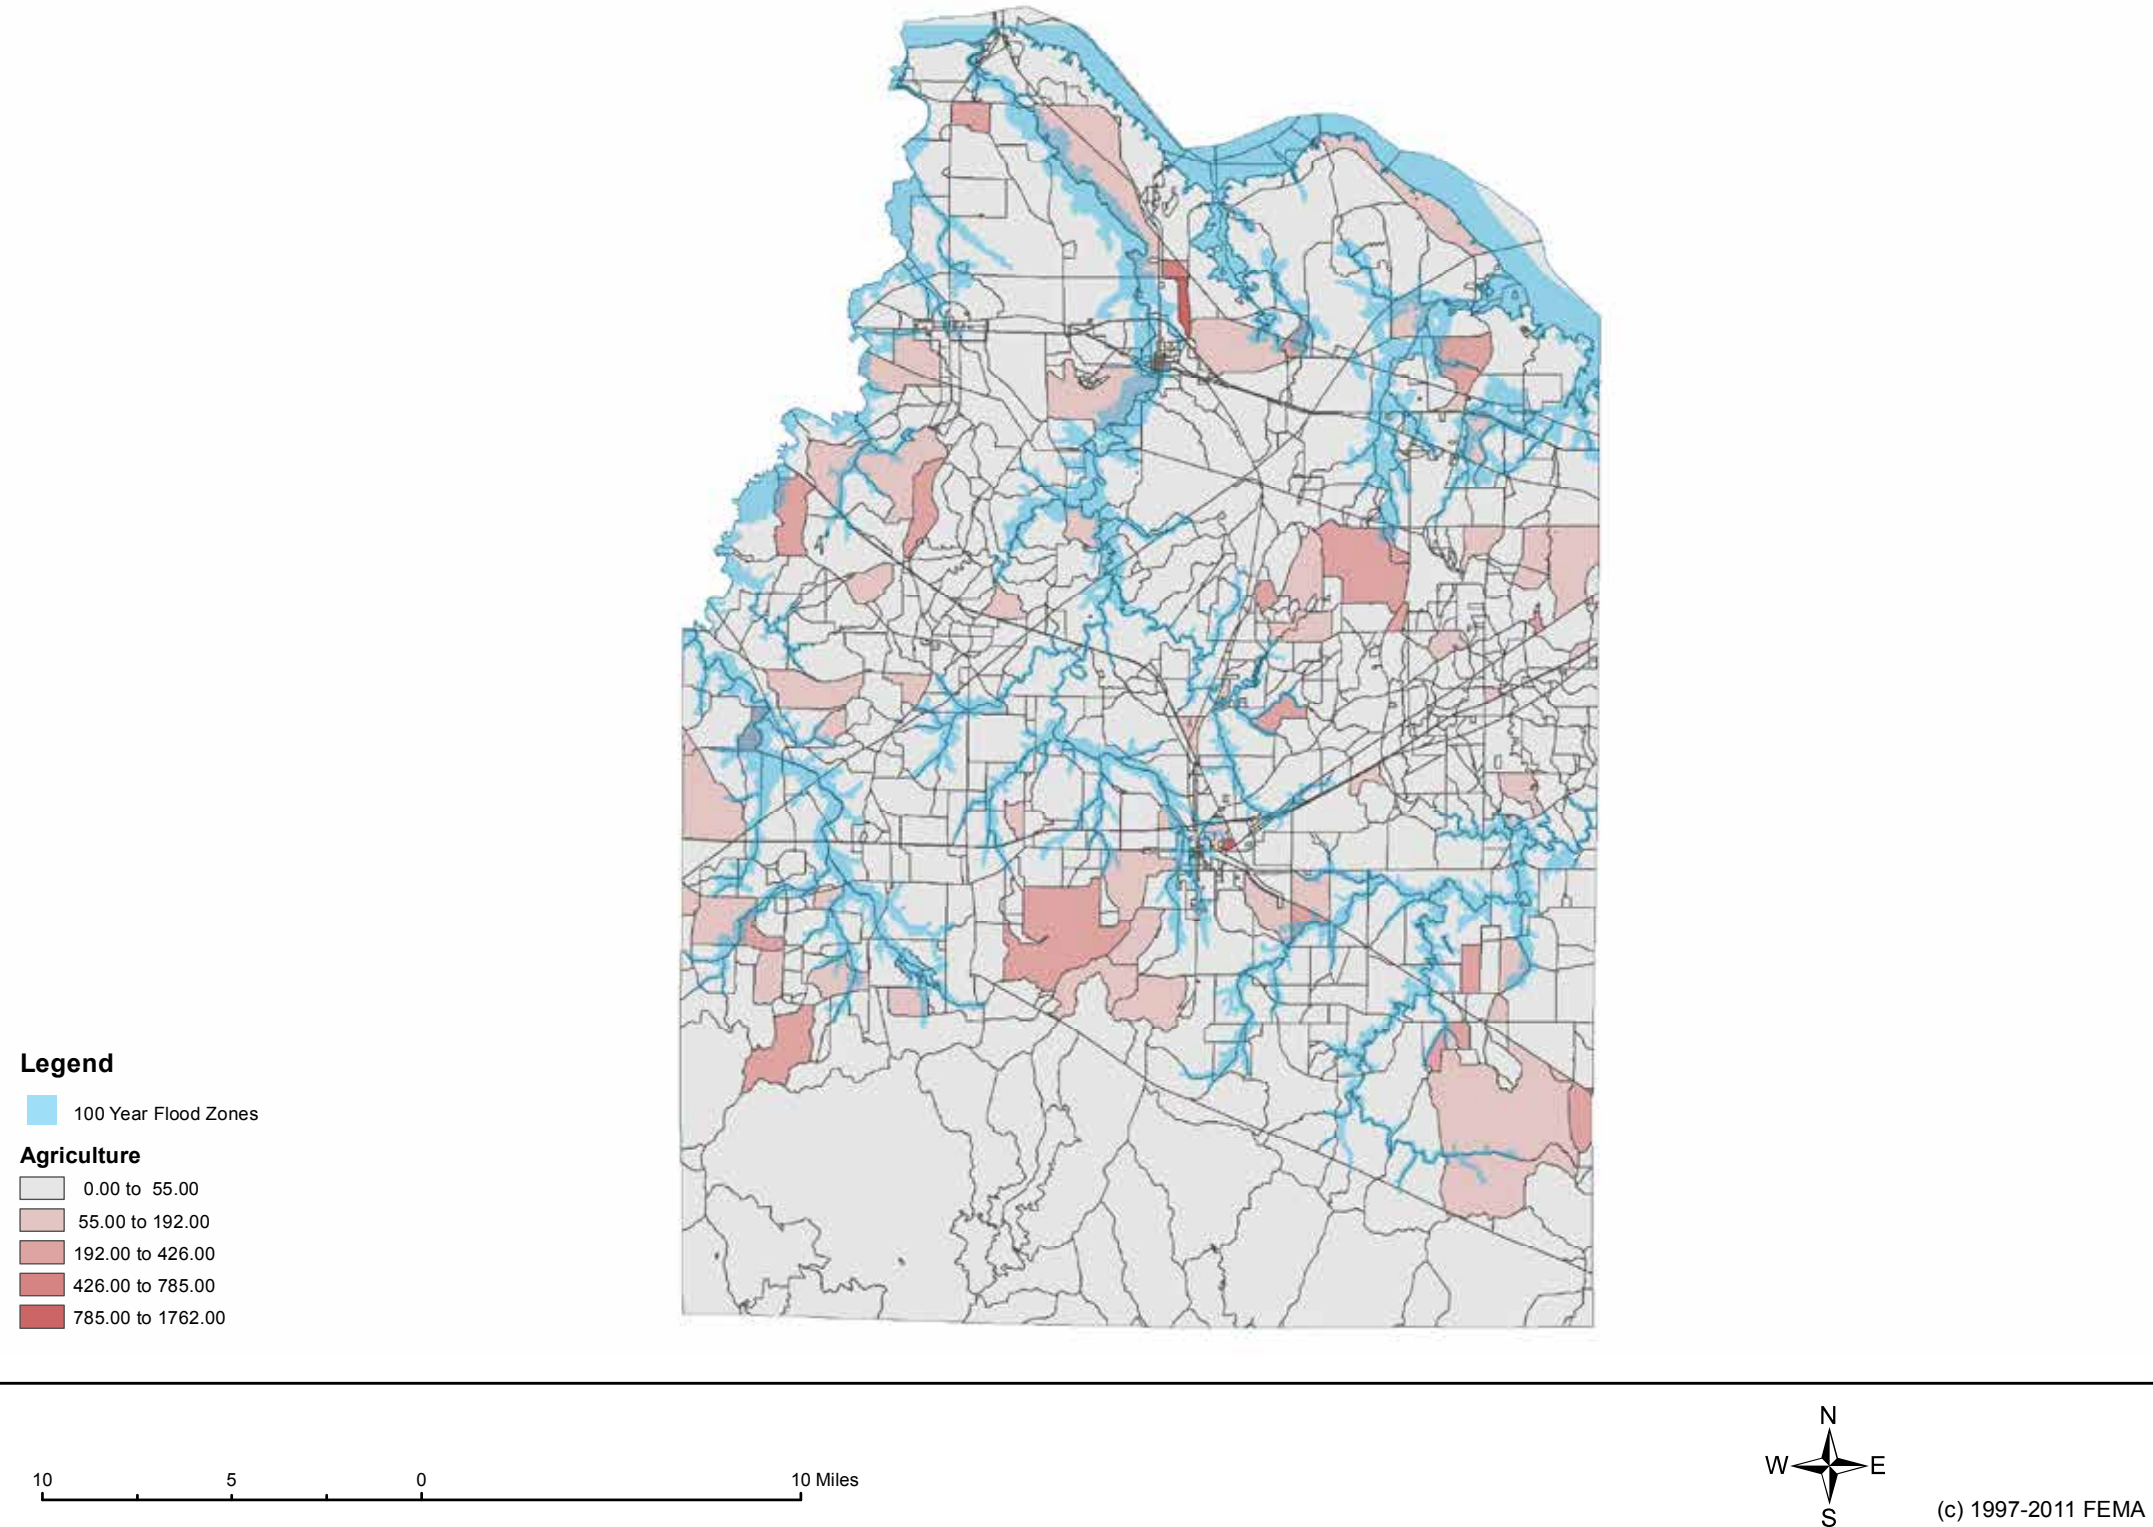 Legend
100 Year Flood Zones
Agriculture
0.00 to 55.00
55.00 to 192.00
192.00 to 426.00
426.00 to 785.00
785.00 to 1762.00
10 5 0 10 Miles
N
W E
S
(c) 1997-2011 FEMA